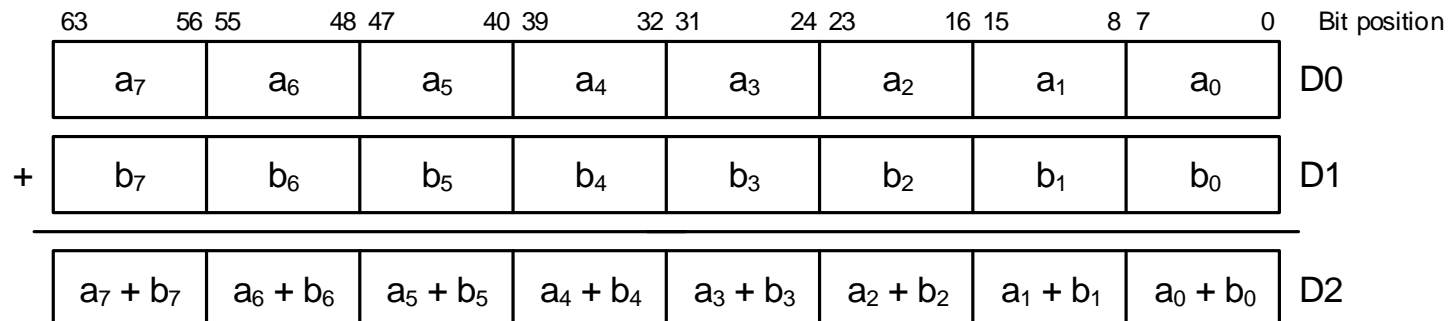 63 56 55 48 47 40 39 32 31 24 23 16 15 8 7 0 Bit position
a₇ a₆ a₅ a₄ a₃ a₂ a₁ a₀ D0
+ b₇ b₆ b₅ b₄ b₃ b₂ b₁ b₀ D1
a₇ + b₇ a₆ + b₆ a₅ + b₅ a₄ + b₄ a₃ + b₃ a₂ + b₂ a₁ + b₁ a₀ + b₀ D2